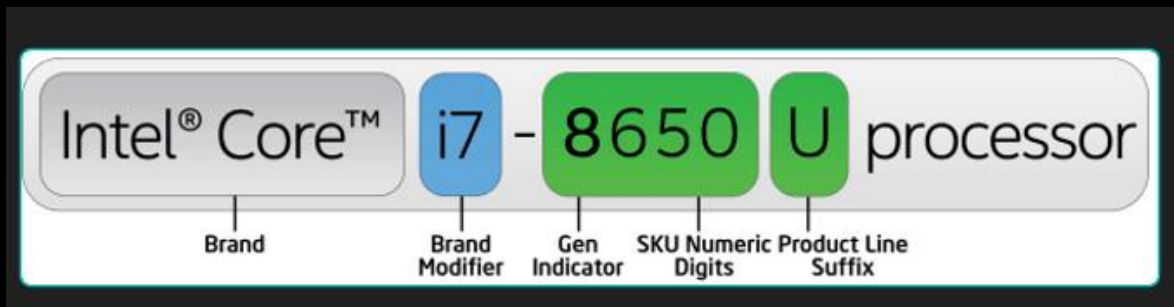 Intel® Core™ i7 - 8650 U processor
Brand
Brand Modifier
Gen Indicator
SKU Numeric Digits
Product Line Suffix